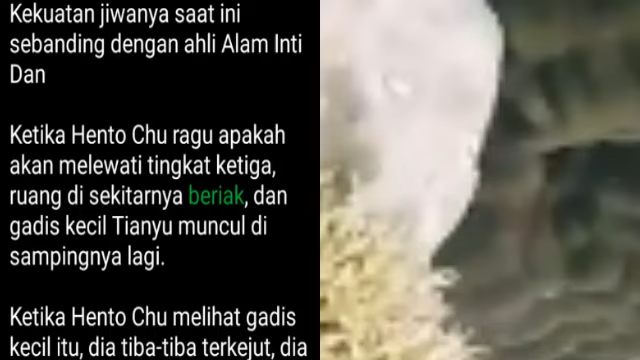 Kekuatan jiwanya saat ini
sebanding dengan ahli Alam Inti
Dan
Ketika Hento Chu ragu apakah
akan melewati tingkat ketiga,
ruang di sekitarnya beriak, dan
gadis kecil Tianyu muncul di
sampingnya lagi.
Ketika Hento Chu melihat gadis
kecil itu, dia tiba-tiba terkejut, dia